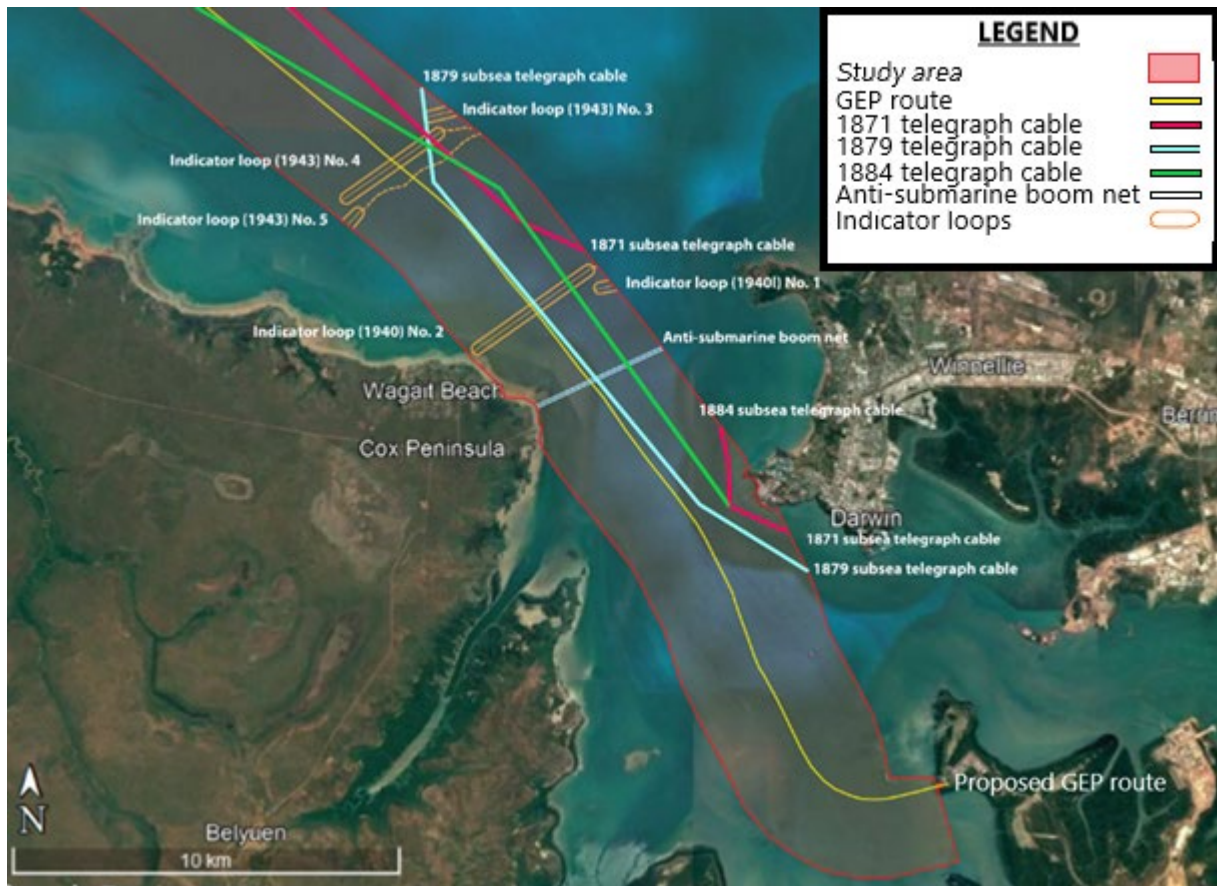 LEGEND
Study area
GEP route
1871 telegraph cable
1879 telegraph cable
1884 telegraph cable
Anti-submarine boom net
Indicator loops
1879 subsea telegraph cable
Indicator loop (1943) No. 3
Indicator loop (1943) No. 4
Indicator loop (1943) No. 5
1871 subsea telegraph cable
Indicator loop (1940l) No. 1
Indicator loop (1940) No. 2
Anti-submarine boom net
Winnellie
Wagait Beach
1884 subsea telegraph cable
Berrin
Cox Peninsula
Darwin
1871 subsea telegraph cable
1879 subsea telegraph cable
Proposed GEP route
N
Belyuen
10 km